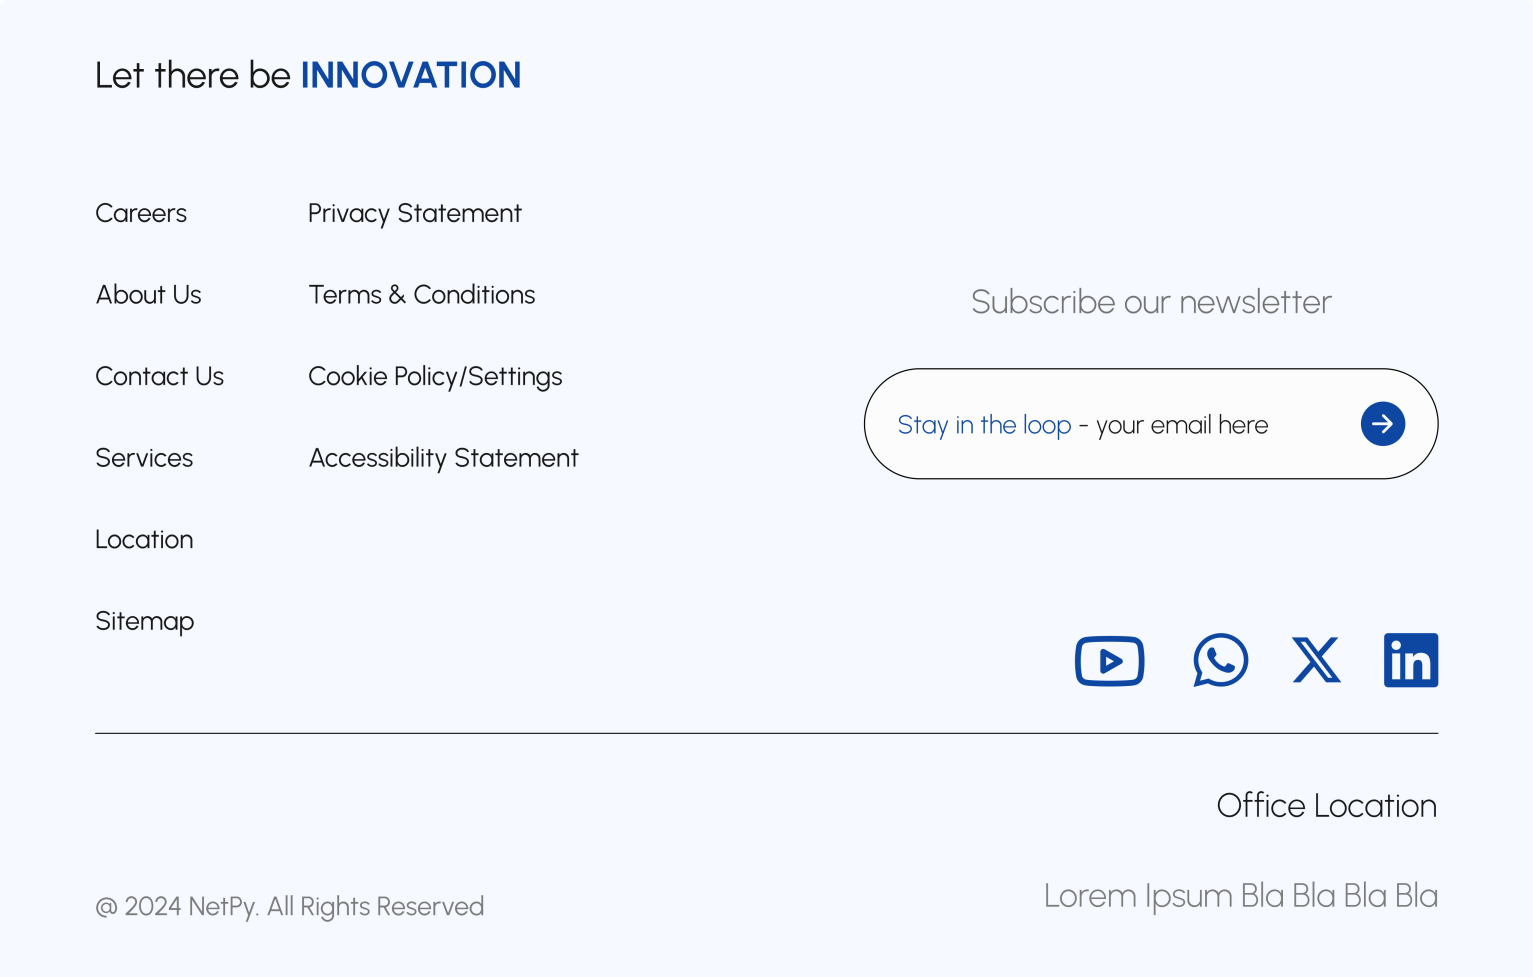 Let there be INNOVATION
Careers
About Us
Contact Us
Services
Location
Sitemap
Privacy Statement
Terms & Conditions
Cookie Policy/Settings
Accessibility Statement
Subscribe our newsletter
Stay in the loop - your email here
in
Office Location
Lorem Ipsum Bla Bla Bla Bla
@ 2024 NetPy. All Rights Reserved